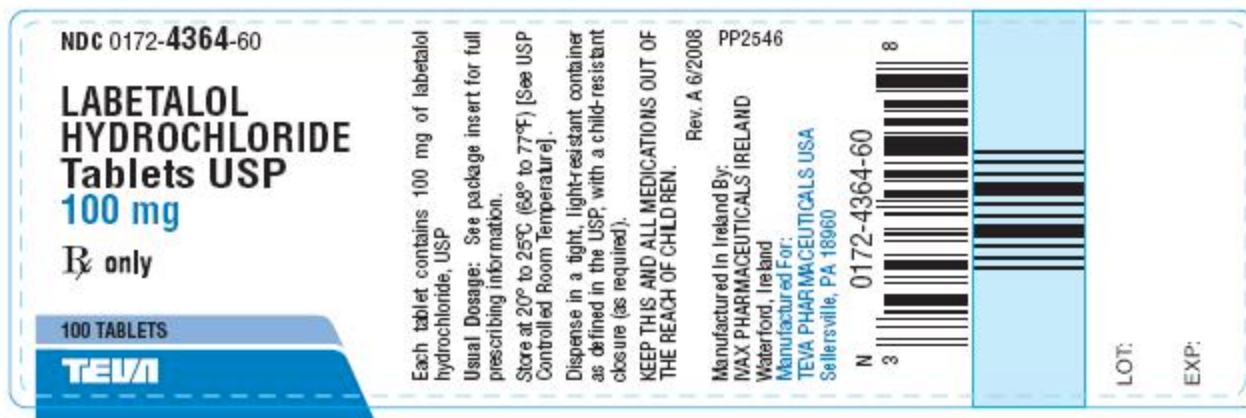 NDC 0172-4364-60
LABETALOL
HYDROCHLORIDE
Tablets USP
100 mg
℞ only
100 TABLETS
TEVA
Each tablet contains 100 mg of labetalol
hydrochloride, USP
Usual Dosage: See package insert for full
prescribing information.
Store at 20° to 25°C (68° to 77°F) [See USP
Controlled Room Temperature].
Dispense in a tight, light-resistant container
as defined in the USP, with a child-resistant
closure (as required).
KEEP THIS AND ALL MEDICATIONS OUT OF
THE REACH OF CHILDREN.
Rev. A 6/2008
PP2546
Manufactured In Ireland By:
IVAX PHARMACEUTICALS IRELAND
Waterford, Ireland
Manufactured For:
TEVA PHARMACEUTICALS USA
Sellersville, PA 18960
N
3
0172-4364-60
8
LOT:
EXP: